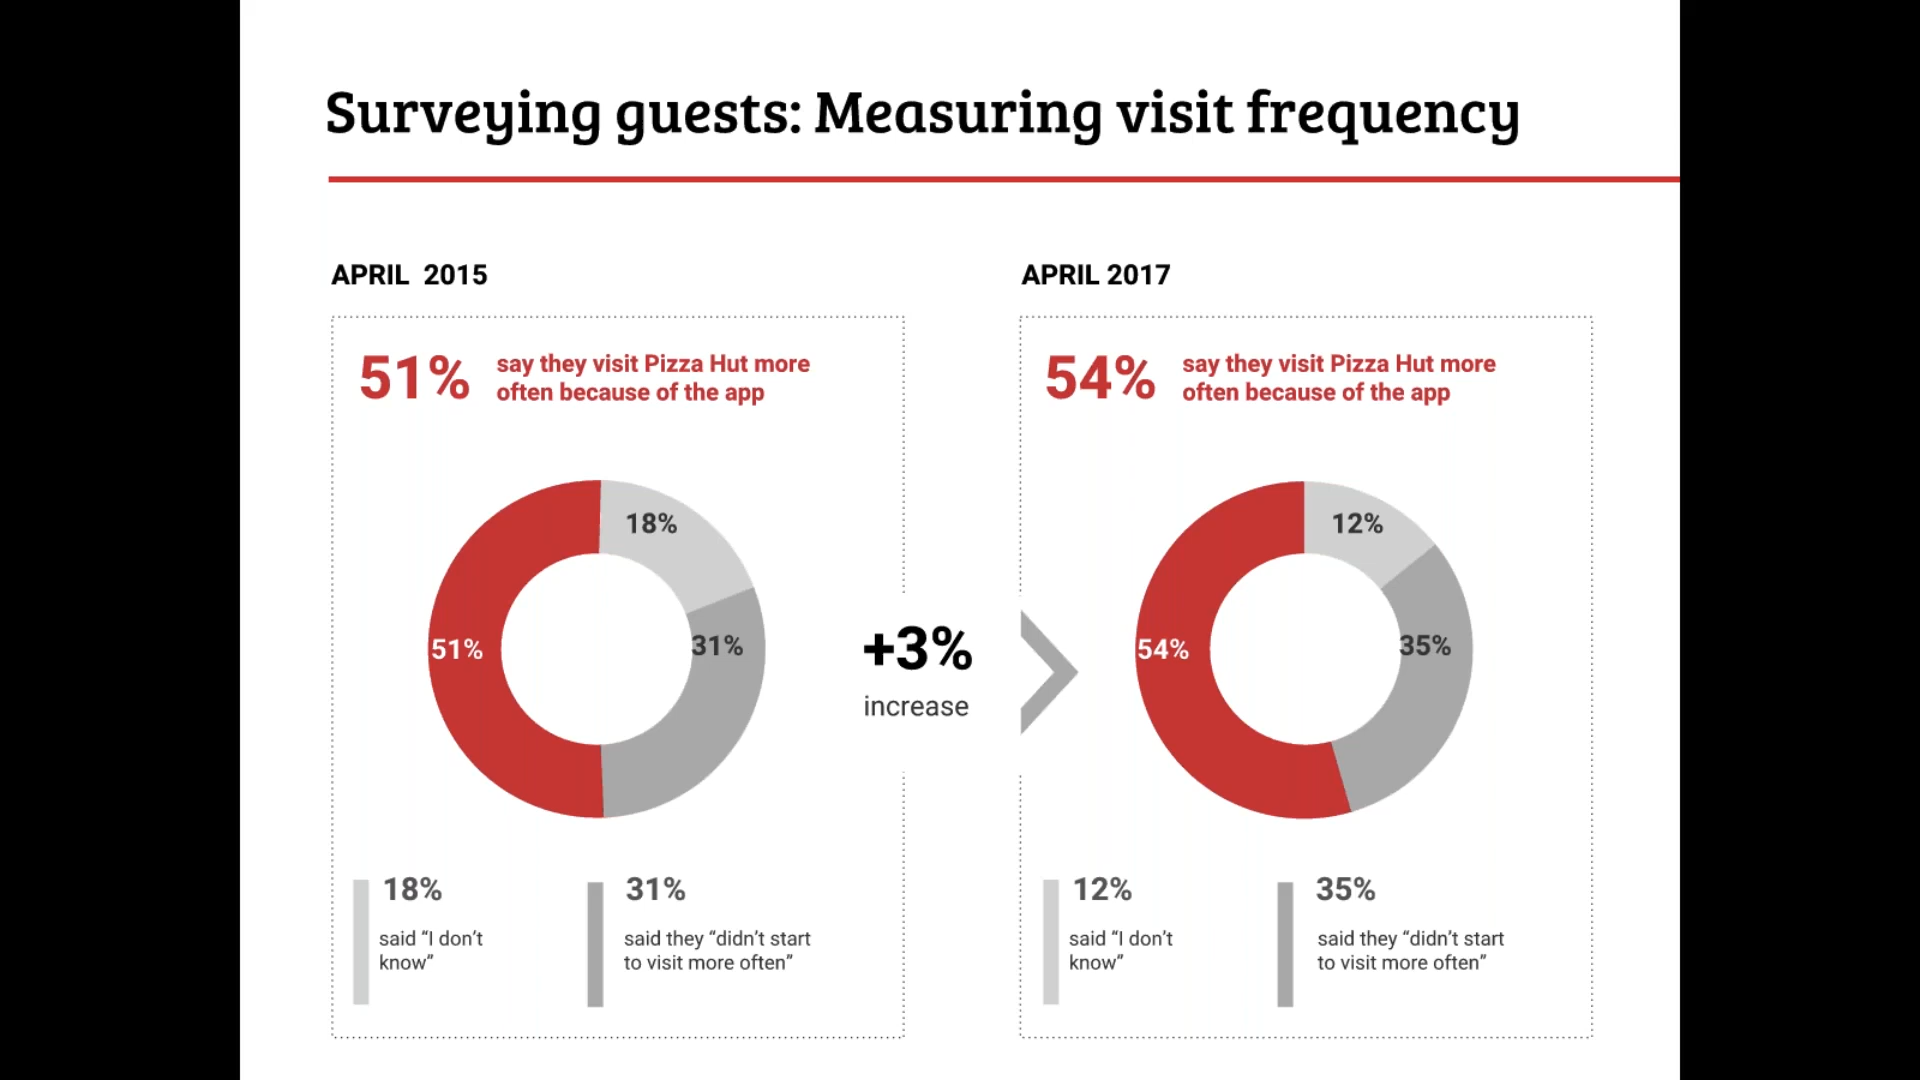 Surveying guests: Measuring visit frequency
APRIL  2015
51%
say they visit Pizza Hut more
often because of the app
18%
31%
51%
18%
said “I don’t
know”
31%
said they “didn’t start
to visit more often”
+3%
increase
APRIL 2017
54%
say they visit Pizza Hut more
often because of the app
12%
35%
54%
12%
said “I don’t
know”
35%
said they “didn’t start
to visit more often”